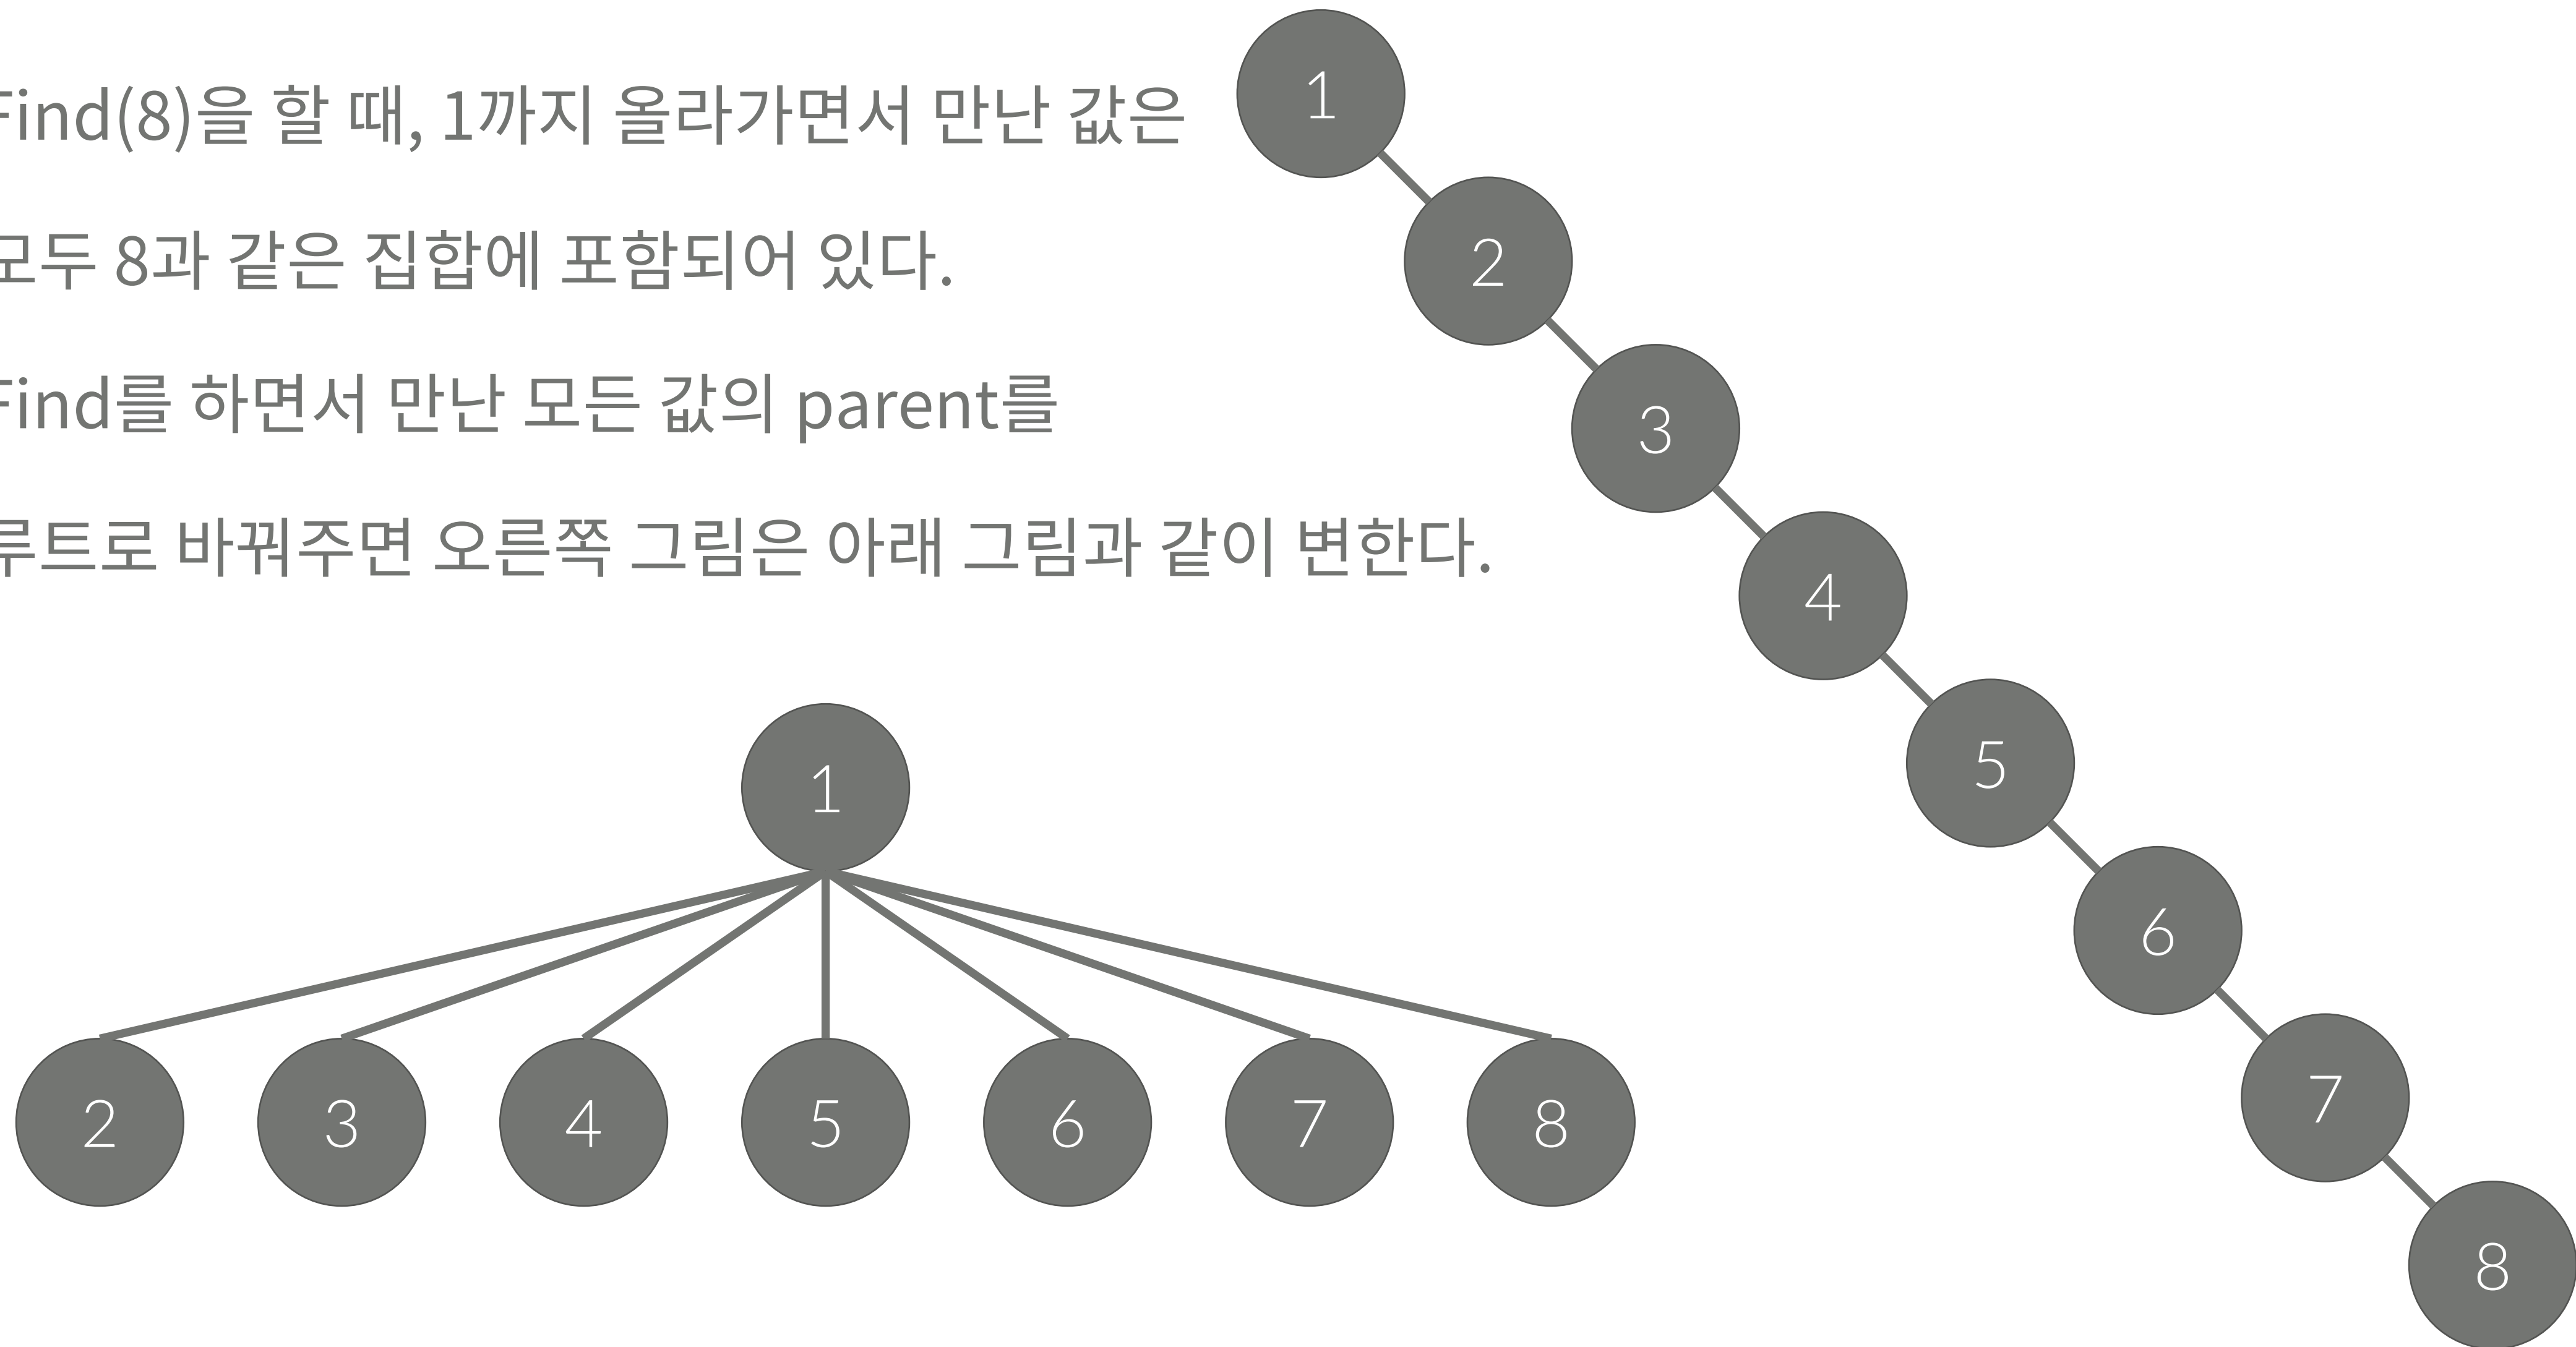 Find(8)을 할 때, 1까지 올라가면서 만난 값은
모두 8과 같은 집합에 포함되어 있다.
Find를 하면서 만난 모든 값의 parent를
루트로 바꿔주면 오른쪽 그림은 아래 그림과 같이 변한다.
1
2
3
4
5
6
7
8
1
2 3 4 5 6 7 8